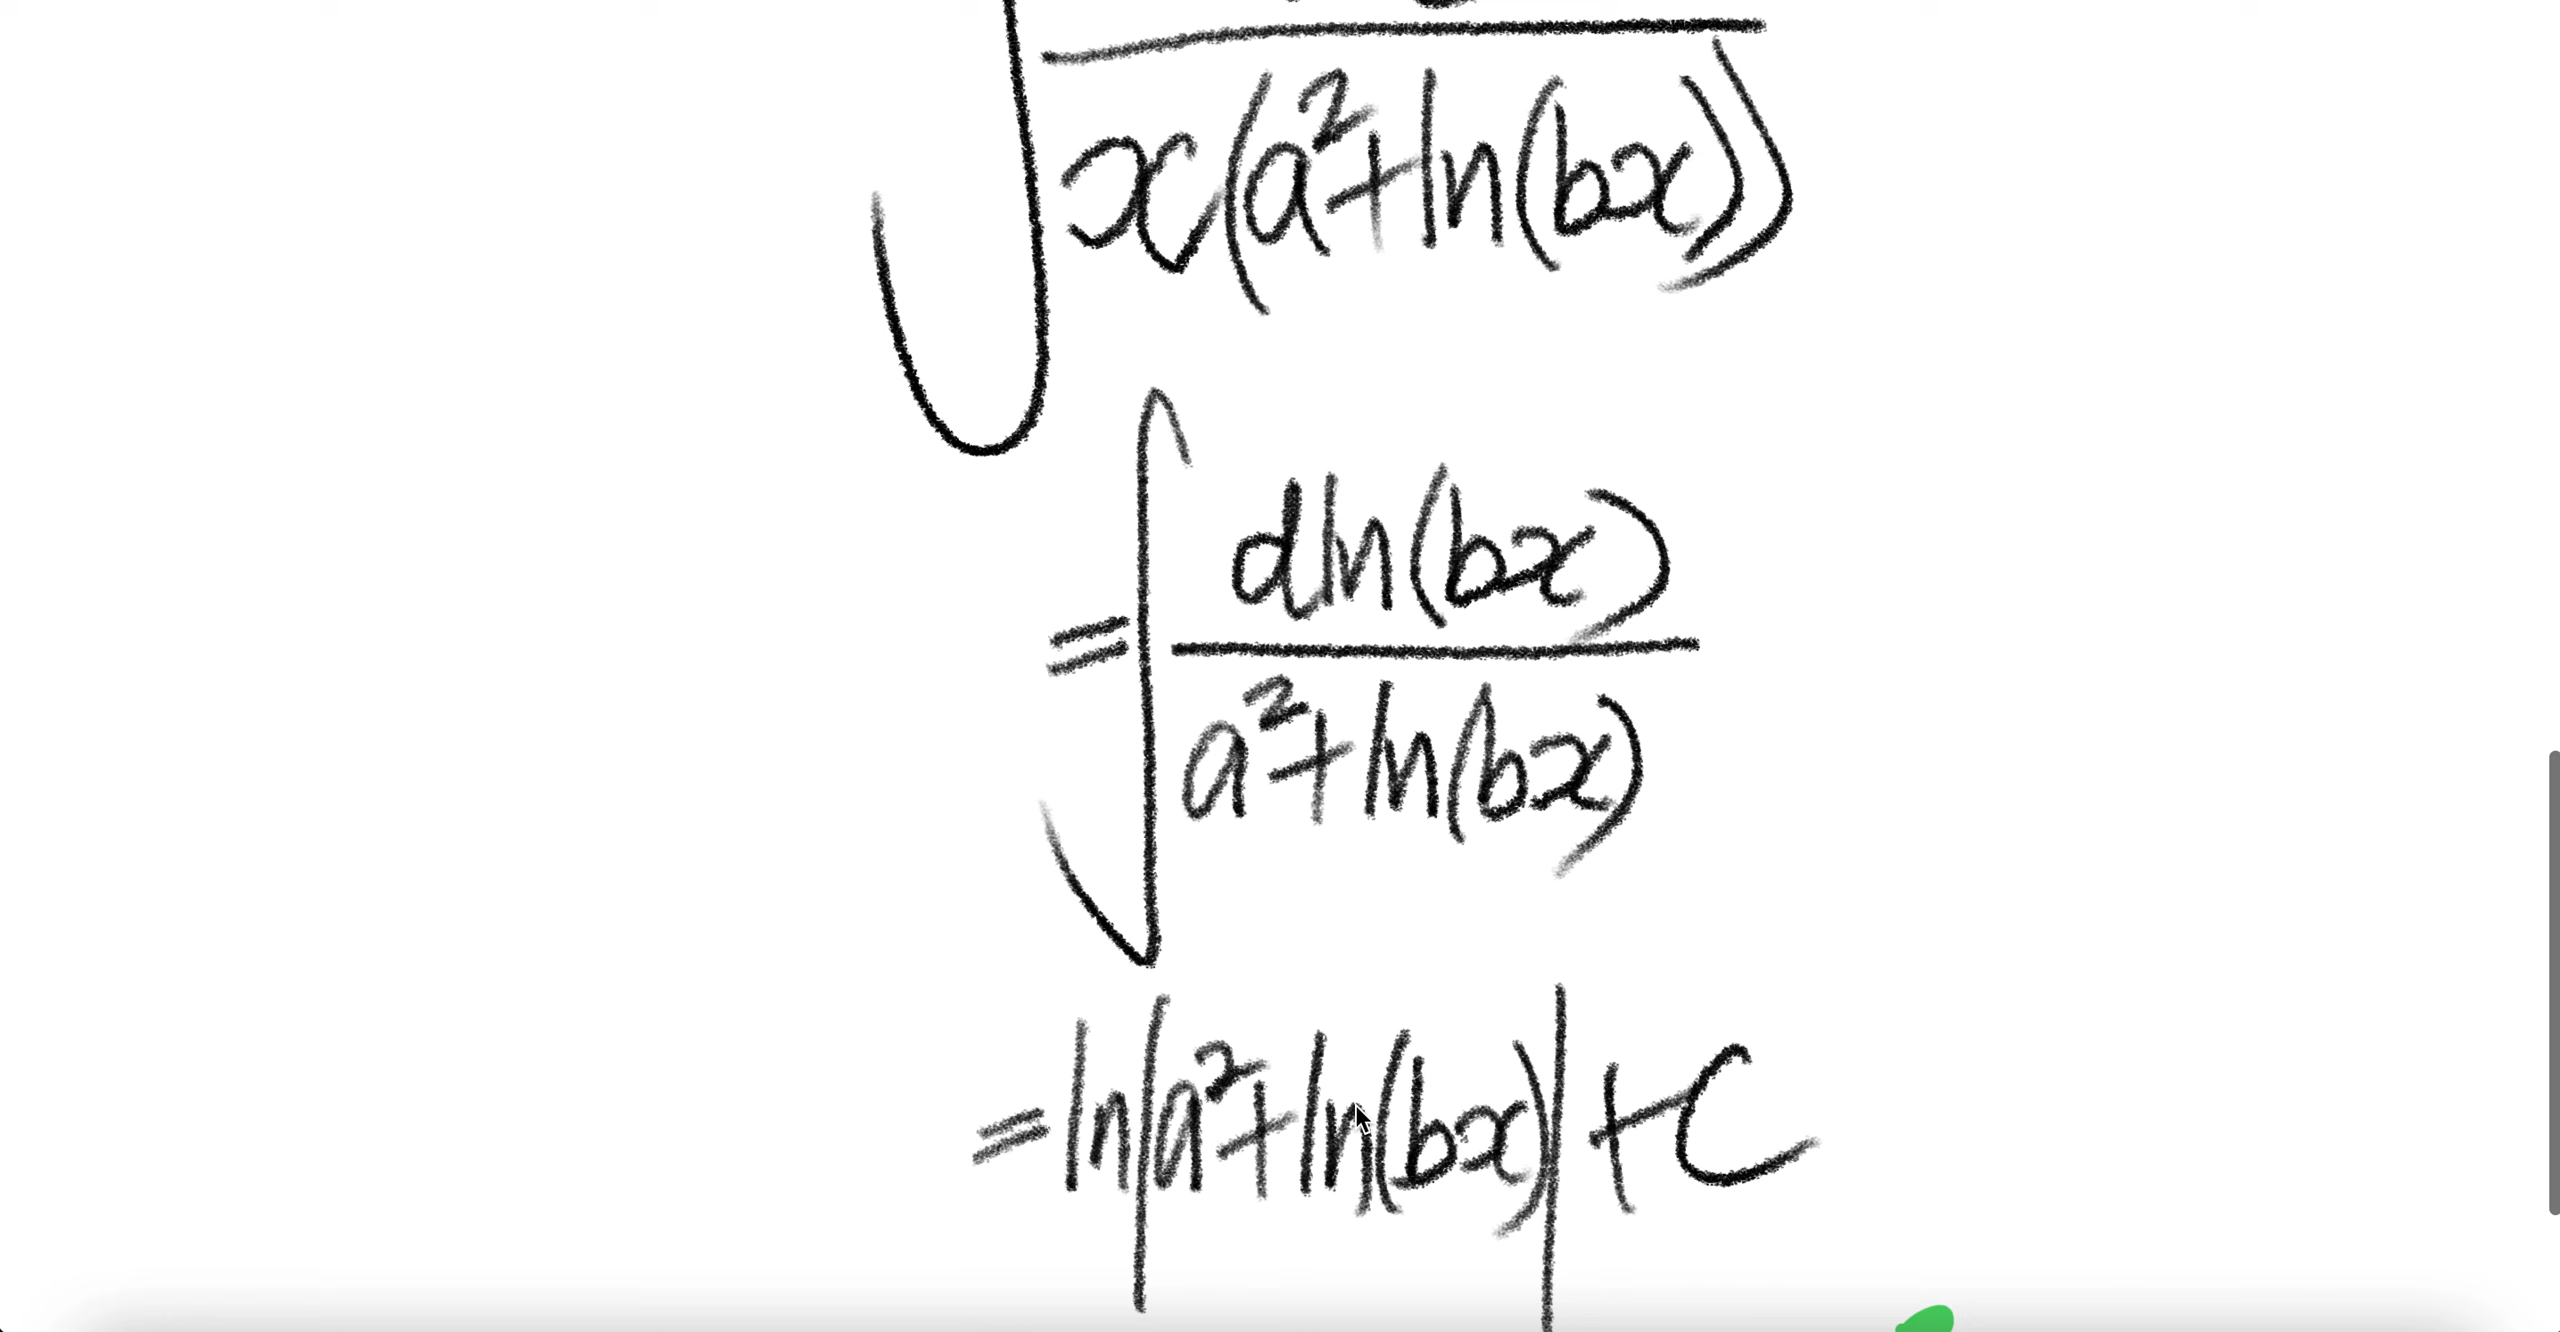 ∫ x(a²+ln(bx))
= ∫ dln(bx) / a²+ln(bx)
= ln|a²+ln(bx)| + C